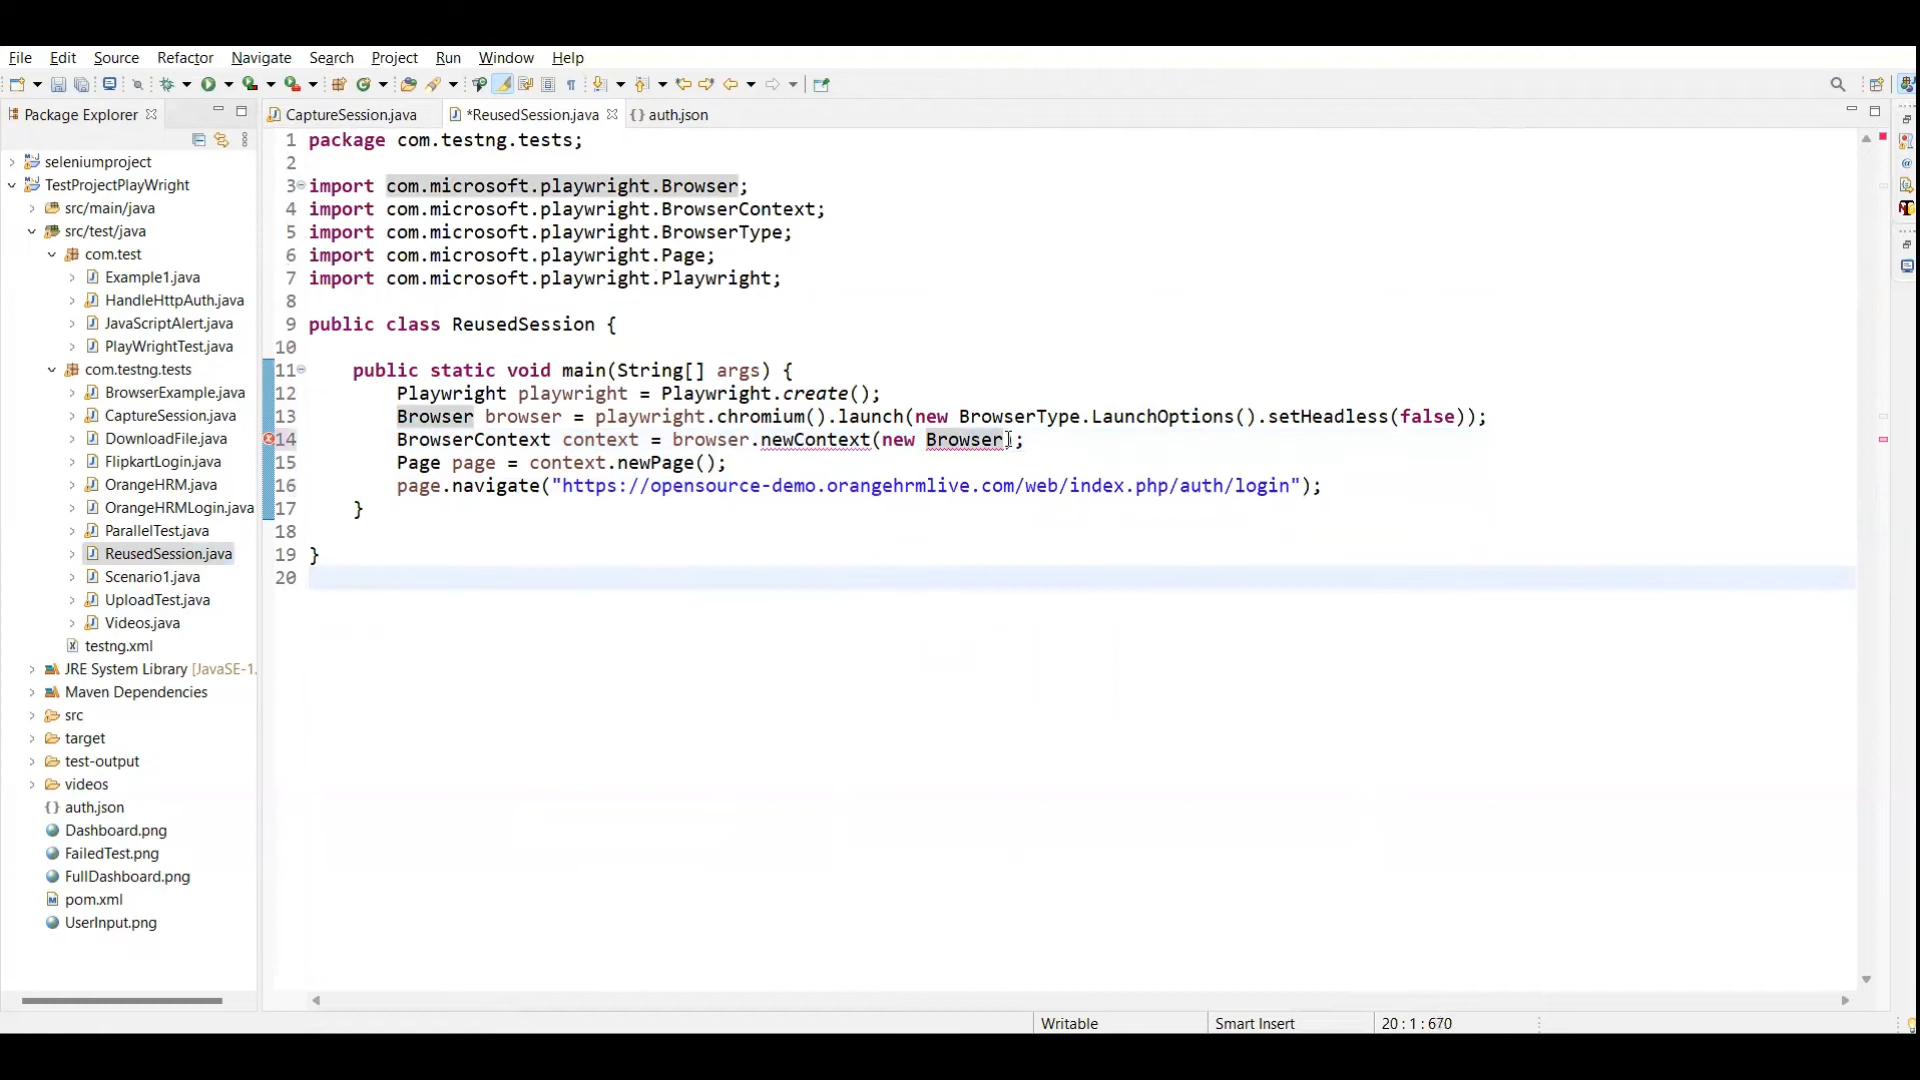 File Edit Source Refactor Navigate Search Project Run Window Help
Package Explorer
CaptureSession.java
*ReusedSession.java
auth.json
seleniumproject
TestProjectPlayWright
src/main/java
src/test/java
com.test
Example1.java
HandleHttpAuth.java
JavaScriptAlert.java
PlayWrightTest.java
com.testng.tests
BrowserExample.java
CaptureSession.java
DownloadFile.java
FlipkartLogin.java
OrangeHRM.java
OrangeHRMLogin.java
ParallelTest.java
ReusedSession.java
Scenario1.java
UploadTest.java
Videos.java
testng.xml
JRE System Library [JavaSE-1.
Maven Dependencies
src
target
test-output
videos
auth.json
Dashboard.png
FailedTest.png
FullDashboard.png
pom.xml
UserInput.png
1 package com.testng.tests;
2
3 import com.microsoft.playwright.Browser;
4 import com.microsoft.playwright.BrowserContext;
5 import com.microsoft.playwright.BrowserType;
6 import com.microsoft.playwright.Page;
7 import com.microsoft.playwright.Playwright;
8
9 public class ReusedSession {
10
11 public static void main(String[] args) {
12 Playwright playwright = Playwright.create();
13 Browser browser = playwright.chromium().launch(new BrowserType.LaunchOptions().setHeadless(false));
14 BrowserContext context = browser.newContext(new Browser);
15 Page page = context.newPage();
16 page.navigate("https://opensource-demo.orangehrmlive.com/web/index.php/auth/login");
17 }
18
19 }
20
Writable Smart Insert 20 : 1 : 670